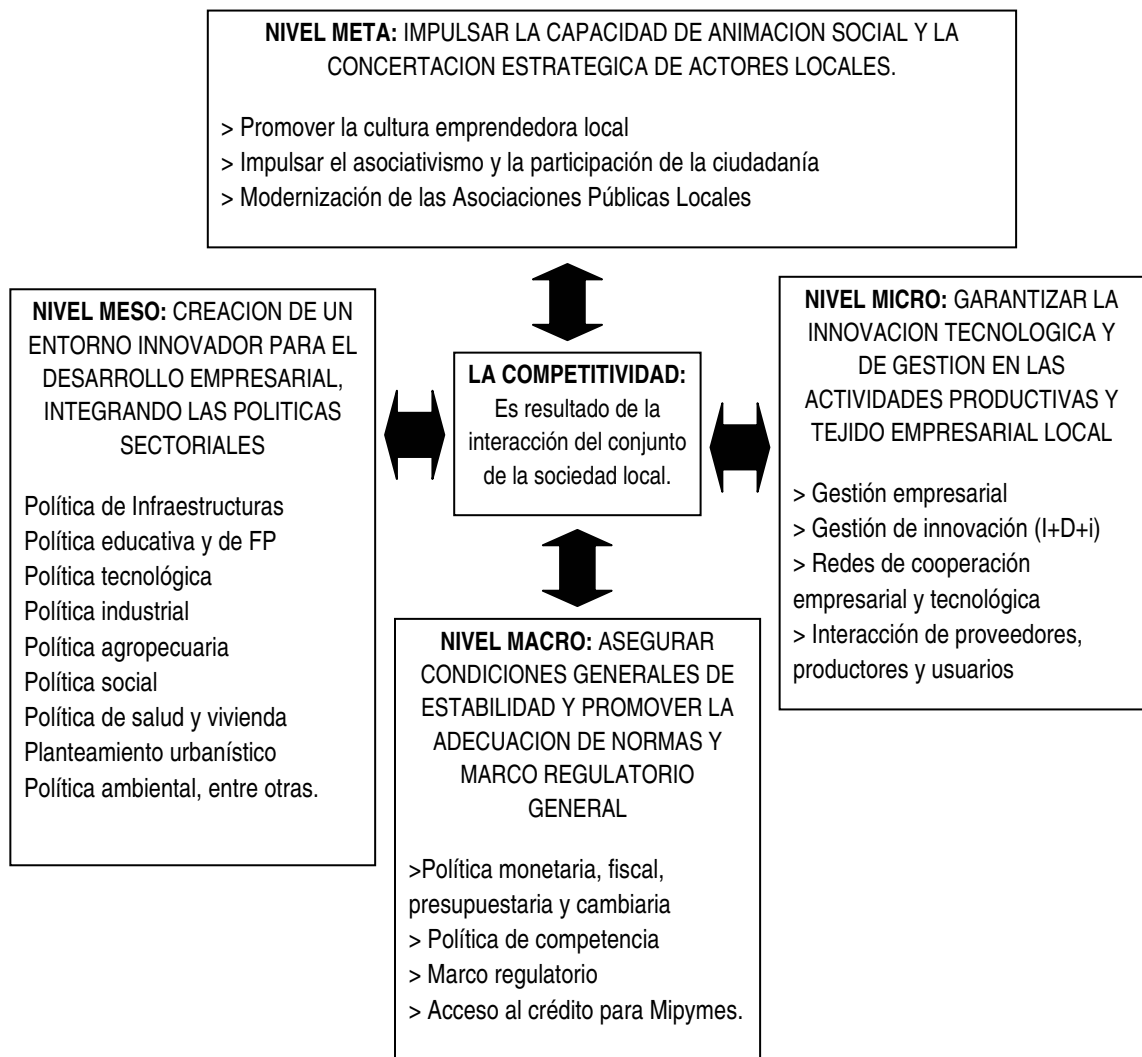 NIVEL META: IMPULSAR LA CAPACIDAD DE ANIMACION SOCIAL Y LA
CONCERTACION ESTRATEGICA DE ACTORES LOCALES.
> Promover la cultura emprendedora local
> Impulsar el asociativismo y la participación de la ciudadanía
> Modernización de las Asociaciones Públicas Locales
NIVEL MESO: CREACION DE UN
ENTORNO INNOVADOR PARA EL
DESARROLLO EMPRESARIAL,
INTEGRANDO LAS POLITICAS
SECTORIALES
Política de Infraestructuras
Política educativa y de FP
Política tecnológica
Política industrial
Política agropecuaria
Política social
Política de salud y vivienda
Planteamiento urbanístico
Política ambiental, entre otras.
LA COMPETITIVIDAD:
Es resultado de la
interacción del conjunto
de la sociedad local.
NIVEL MICRO: GARANTIZAR LA
INNOVACION TECNOLOGICA Y
DE GESTION EN LAS
ACTIVIDADES PRODUCTIVAS Y
TEJIDO EMPRESARIAL LOCAL
> Gestión empresarial
> Gestión de innovación (I+D+i)
> Redes de cooperación
empresarial y tecnológica
> Interacción de proveedores,
productores y usuarios
NIVEL MACRO: ASEGURAR
CONDICIONES GENERALES DE
ESTABILIDAD Y PROMOVER LA
ADECUACION DE NORMAS Y
MARCO REGULATORIO
GENERAL
>Política monetaria, fiscal,
presupuestaria y cambiaria
> Política de competencia
> Marco regulatorio
> Acceso al crédito para Mipymes.